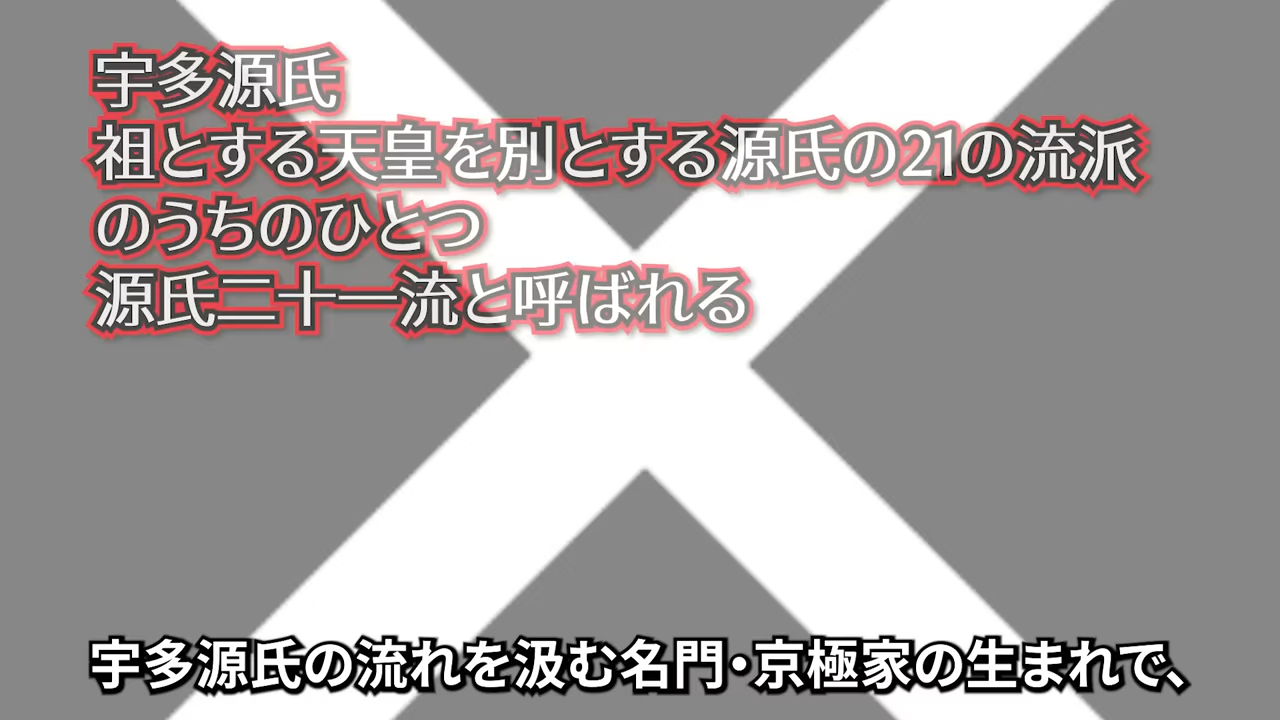 宇多源氏
祖とする天皇を別とする源氏の21の流派
のうちのひとつ
源氏二十一流と呼ばれる
宇多源氏の流れを汲む名門・京極家の生まれで、